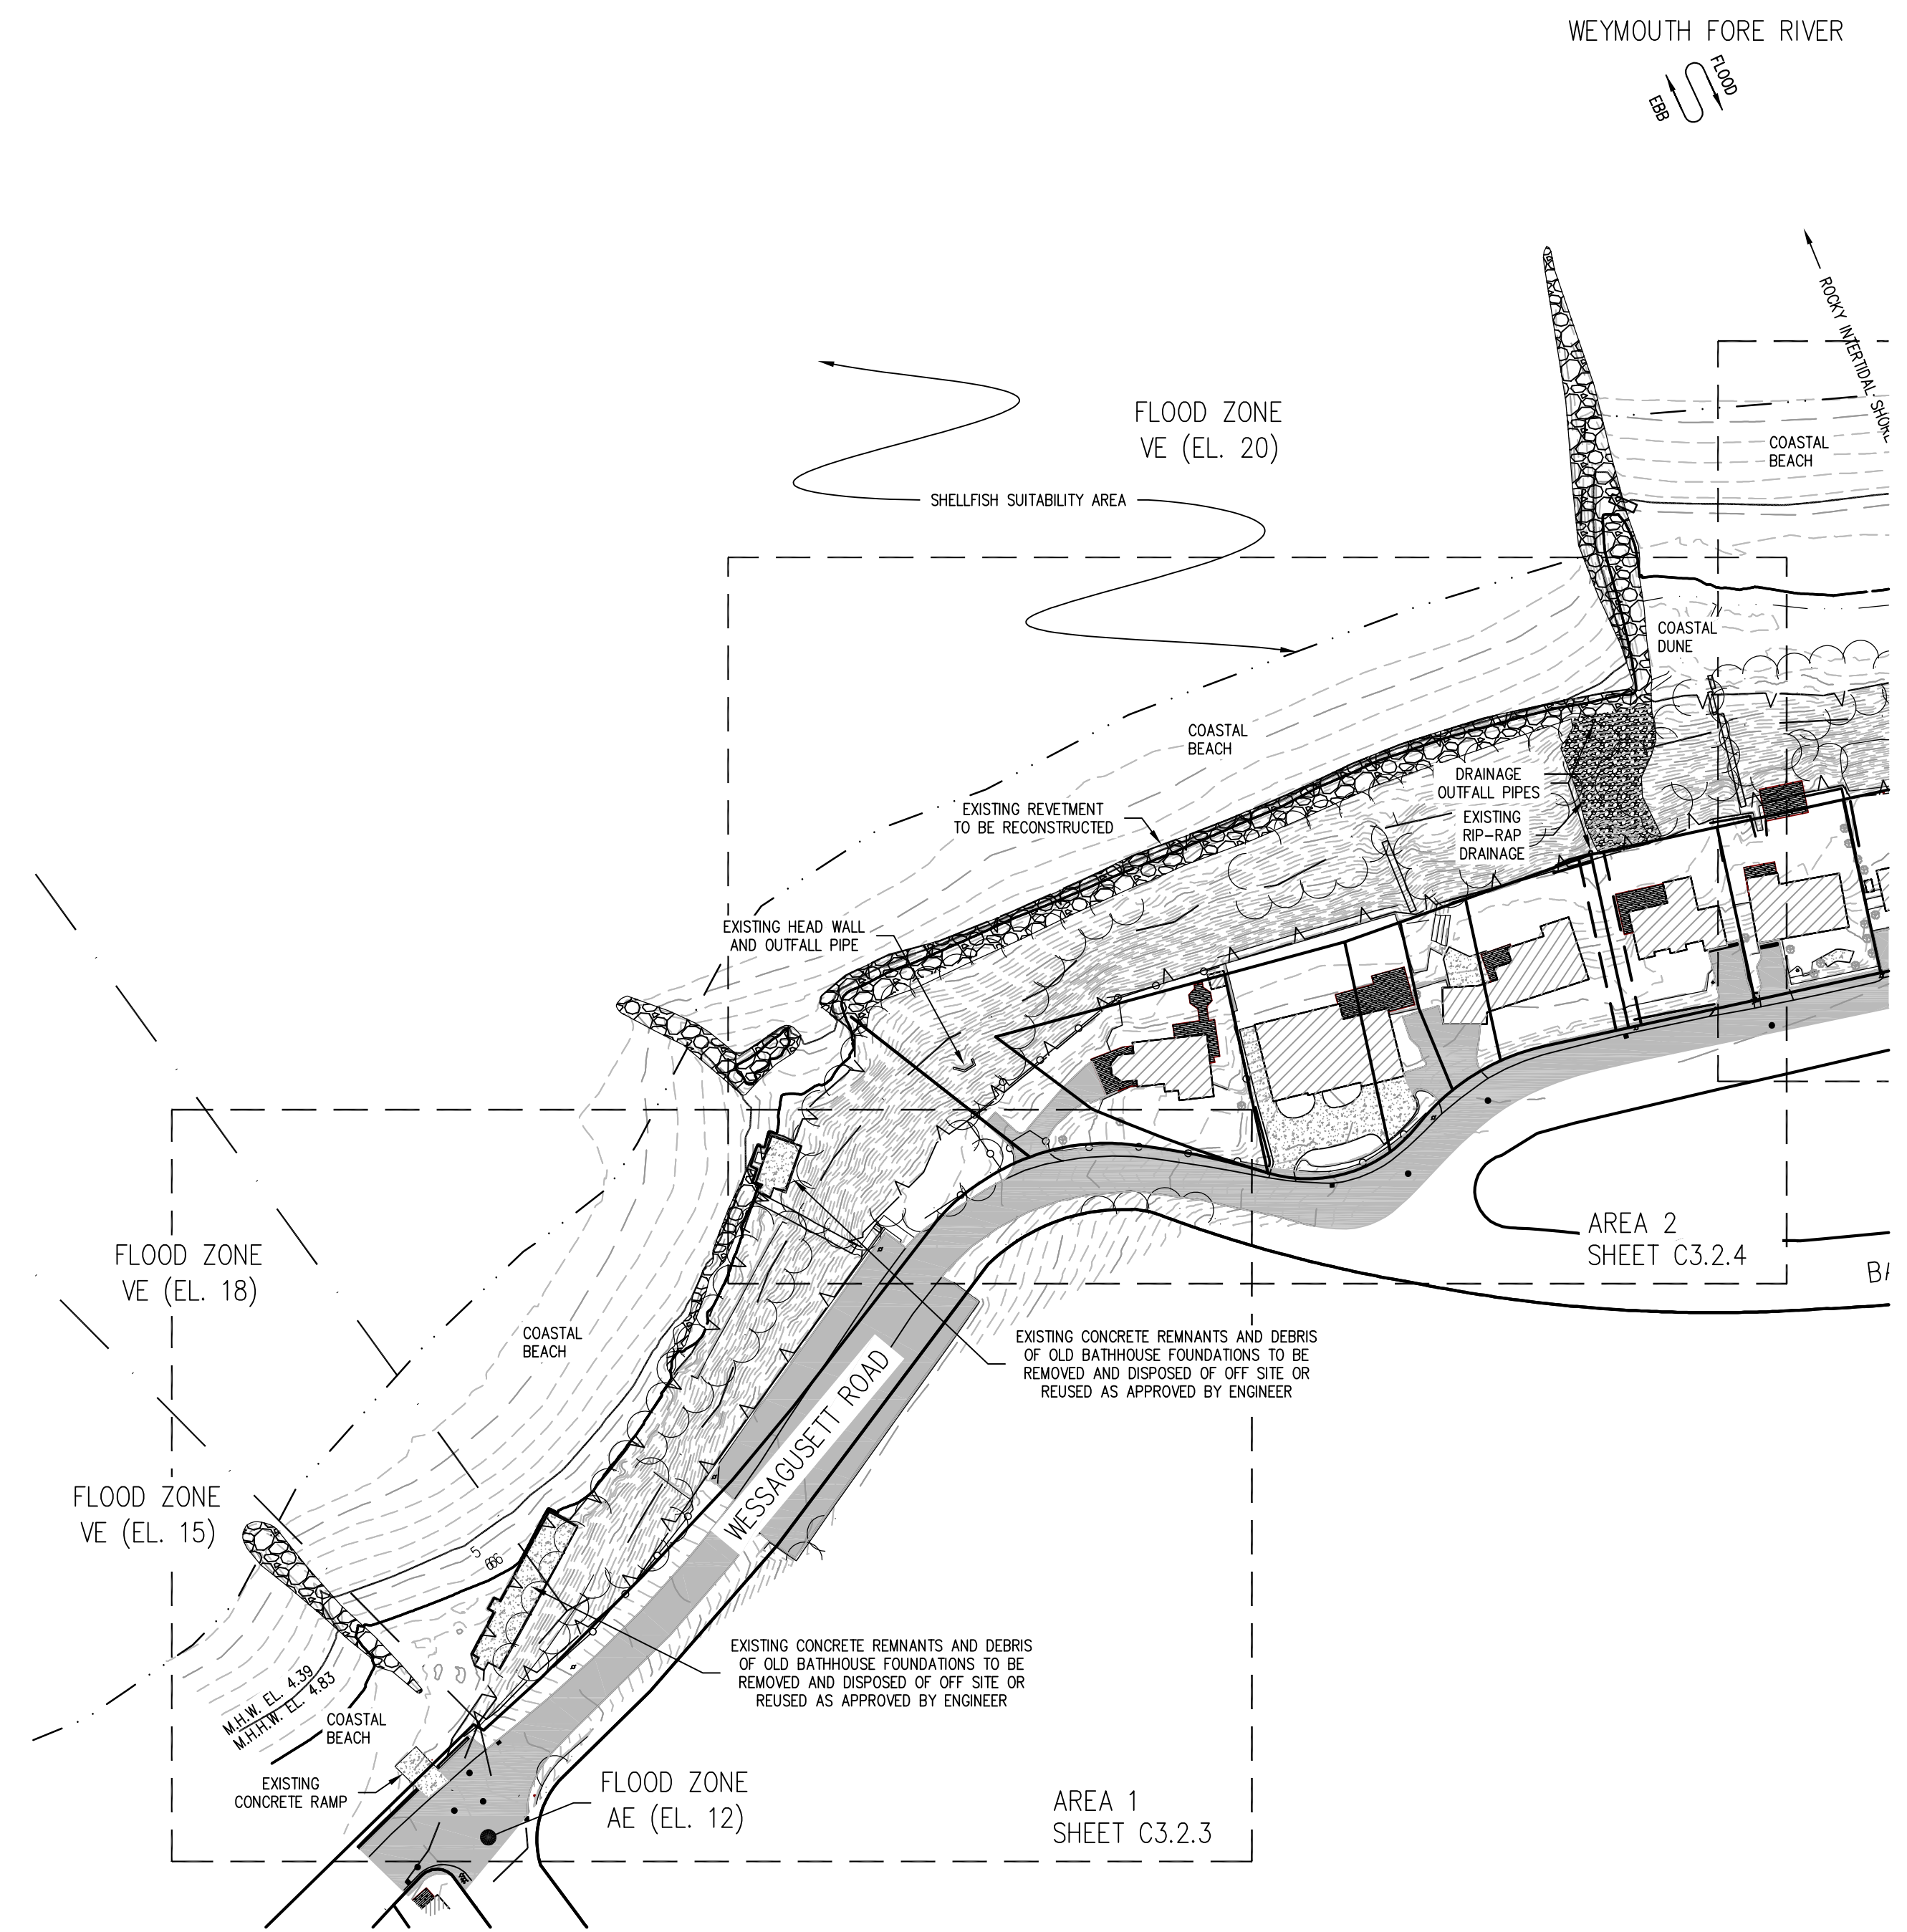 WEYMOUTH FORE RIVER
FLOOD
EBB
ROCKY INTERTIDAL SHORE
FLOOD ZONE
VE (EL. 20)
COASTAL
BEACH
SHELLFISH SUITABILITY AREA
COASTAL
DUNE
COASTAL
BEACH
DRAINAGE
OUTFALL PIPES
EXISTING REVETMENT
TO BE RECONSTRUCTED
EXISTING
RIP-RAP
DRAINAGE
EXISTING HEAD WALL
AND OUTFALL PIPE
AREA 2
SHEET C3.2.4
FLOOD ZONE
VE (EL. 18)
COASTAL
BEACH
EXISTING CONCRETE REMNANTS AND DEBRIS
OF OLD BATHHOUSE FOUNDATIONS TO BE
REMOVED AND DISPOSED OF OFF SITE OR
REUSED AS APPROVED BY ENGINEER
WESSAGUSETT ROAD
FLOOD ZONE
VE (EL. 15)
5
EXISTING CONCRETE REMNANTS AND DEBRIS
OF OLD BATHHOUSE FOUNDATIONS TO BE
REMOVED AND DISPOSED OF OFF SITE OR
REUSED AS APPROVED BY ENGINEER
M.H.W. EL. 4.39
M.H.H.W. EL. 4.83
COASTAL
BEACH
EXISTING
CONCRETE RAMP
FLOOD ZONE
AE (EL. 12)
AREA 1
SHEET C3.2.3